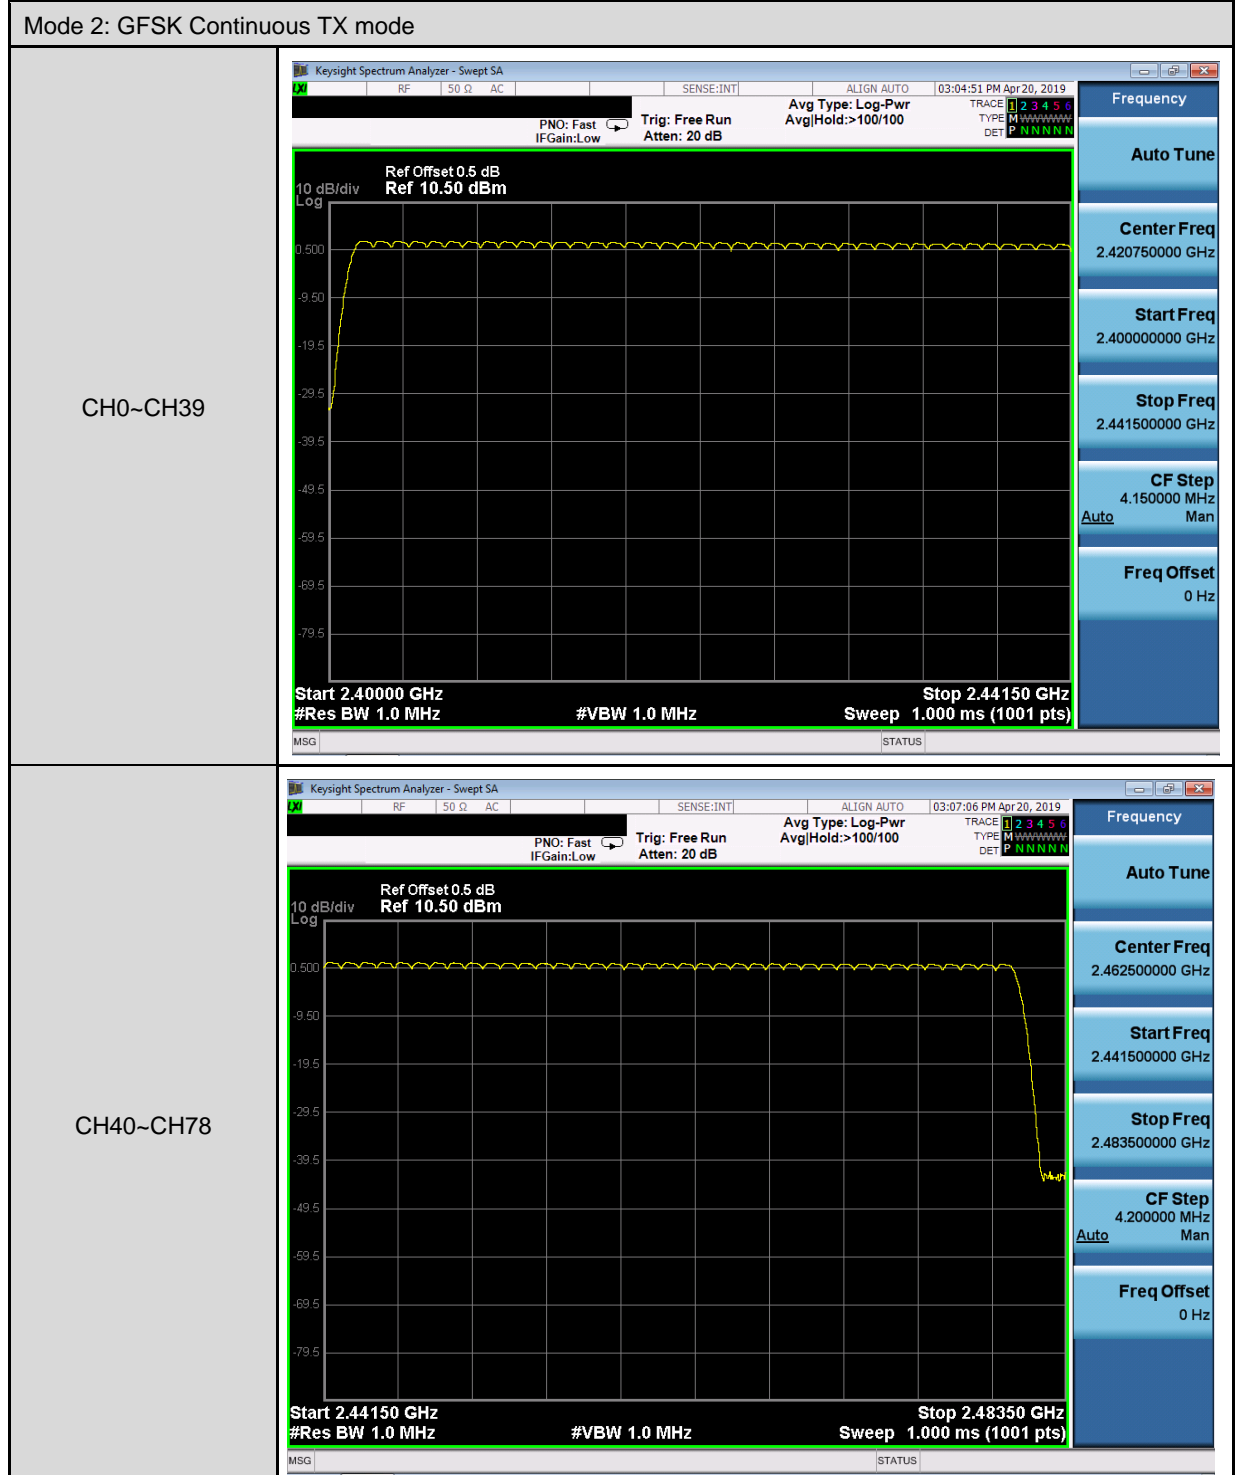 Mode 2: GFSK Continuous TX mode
CH0~CH39
Keysight Spectrum Analyzer - Swept SA
LXI RF 50 Ω AC SENSE:INT ALIGN AUTO 03:04:51 PM Apr 20, 2019
Frequency
PNO: Fast
IFGain:Low
Trig: Free Run
Atten: 20 dB
Avg Type: Log-Pwr
Avg|Hold:>100/100
TRACE 1 2 3 4 5 6
TYPE M WWWWW
DET P N N N N N
Auto Tune
Ref Offset 0.5 dB
10 dB/div Ref 10.50 dBm
Log
0.500
-9.50
-19.5
-29.5
-39.5
-49.5
-59.5
-69.5
-79.5
Center Freq
2.420750000 GHz
Start Freq
2.400000000 GHz
Stop Freq
2.441500000 GHz
CF Step
4.150000 MHz
Auto Man
Freq Offset
0 Hz
Start 2.40000 GHz Stop 2.44150 GHz
#Res BW 1.0 MHz #VBW 1.0 MHz Sweep 1.000 ms (1001 pts)
MSG STATUS
CH40~CH78
Keysight Spectrum Analyzer - Swept SA
LXI RF 50 Ω AC SENSE:INT ALIGN AUTO 03:07:06 PM Apr 20, 2019
Frequency
PNO: Fast
IFGain:Low
Trig: Free Run
Atten: 20 dB
Avg Type: Log-Pwr
Avg|Hold:>100/100
TRACE 1 2 3 4 5 6
TYPE M WWWWW
DET P N N N N N
Auto Tune
Ref Offset 0.5 dB
10 dB/div Ref 10.50 dBm
Log
0.500
-9.50
-19.5
-29.5
-39.5
-49.5
-59.5
-69.5
-79.5
Center Freq
2.462500000 GHz
Start Freq
2.441500000 GHz
Stop Freq
2.483500000 GHz
CF Step
4.200000 MHz
Auto Man
Freq Offset
0 Hz
Start 2.44150 GHz Stop 2.48350 GHz
#Res BW 1.0 MHz #VBW 1.0 MHz Sweep 1.000 ms (1001 pts)
MSG STATUS